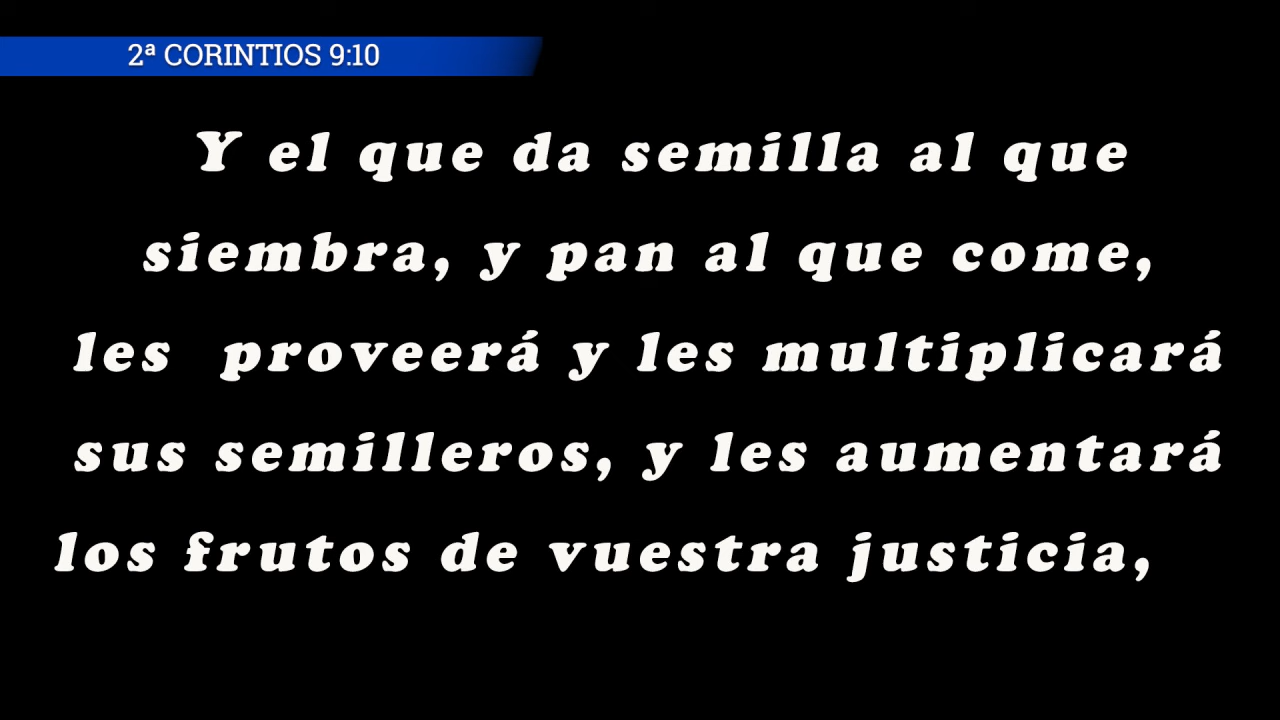 2ª CORINTIOS 9:10
Y el que da semilla al que
siembra, y pan al que come,
les proveerá y les multiplicará
sus semilleros, y les aumentará
los frutos de vuestra justicia,